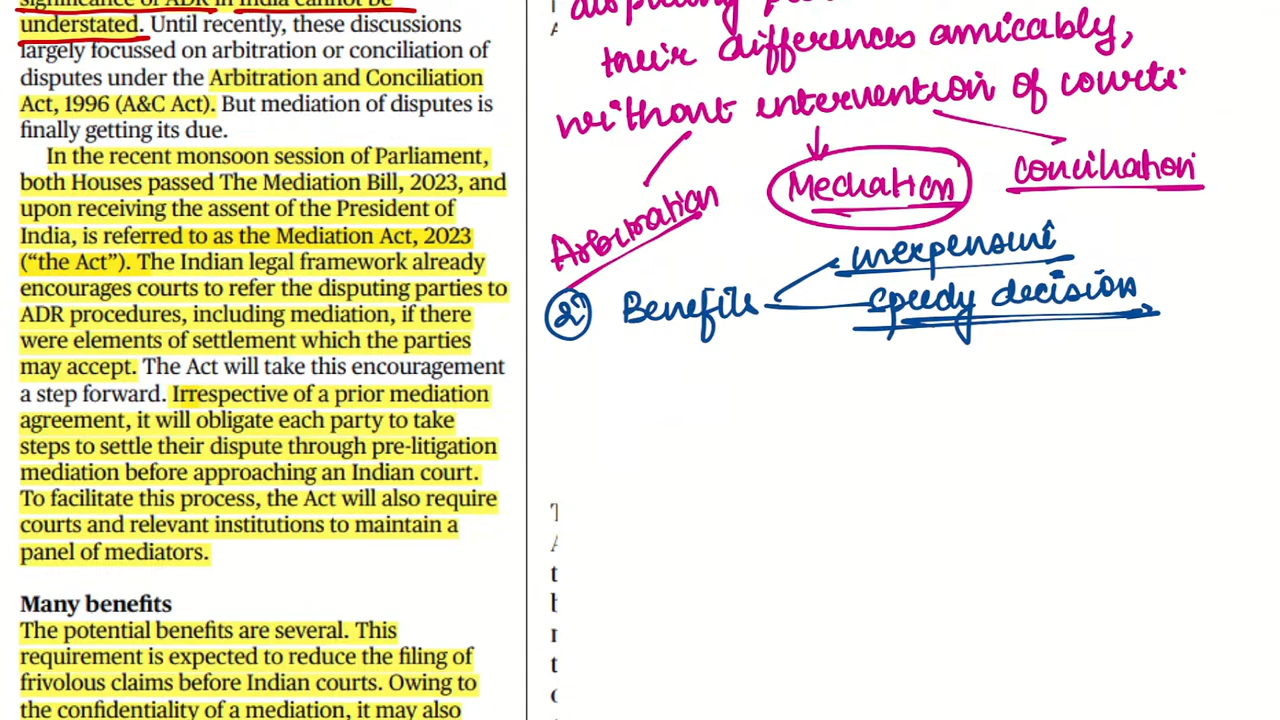 significance of ADR in India cannot be
understated. Until recently, these discussions
largely focussed on arbitration or conciliation of
disputes under the Arbitration and Conciliation
Act, 1996 (A&C Act). But mediation of disputes is
finally getting its due.
In the recent monsoon session of Parliament,
both Houses passed The Mediation Bill, 2023, and
upon receiving the assent of the President of
India, is referred to as the Mediation Act, 2023
(“the Act”). The Indian legal framework already
encourages courts to refer the disputing parties to
ADR procedures, including mediation, if there
were elements of settlement which the parties
may accept. The Act will take this encouragement
a step forward. Irrespective of a prior mediation
agreement, it will obligate each party to take
steps to settle their dispute through pre-litigation
mediation before approaching an Indian court.
To facilitate this process, the Act will also require
courts and relevant institutions to maintain a
panel of mediators.
Many benefits
The potential benefits are several. This
requirement is expected to reduce the filing of
frivolous claims before Indian courts. Owing to
the confidentiality of a mediation, it may also
their differences amicably,
without intervention of courts.
Arbitration
Mediation
Conciliation
2) Benefits
inexpensive
speedy decision